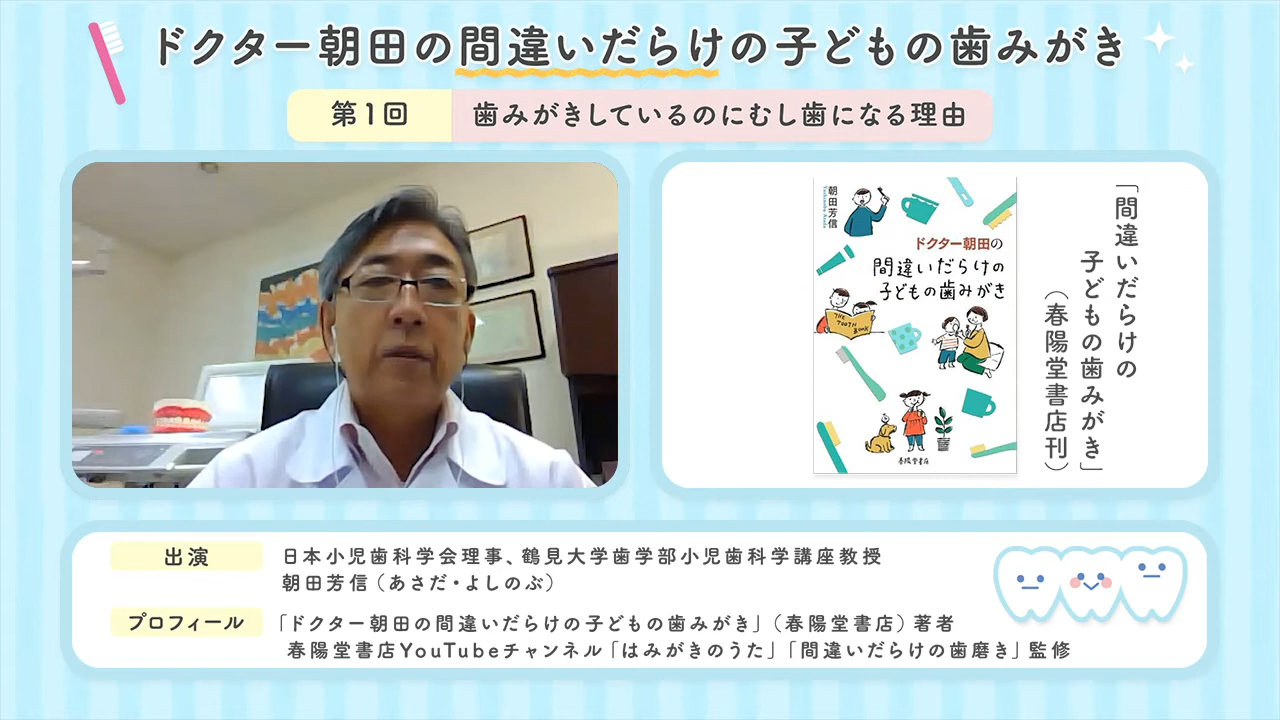 ドクター朝田の間違いだらけの子どもの歯みがき
第1回
歯みがきしているのにむし歯になる理由
朝田芳信
Yoshinobu Asada
ドクター朝田の
間違いだらけの
子どもの歯みがき
THE
TOOTH
BOOK
春陽堂書店
「間違いだらけの
子どもの歯みがき」
（春陽堂書店刊）
出演
日本小児歯科学会理事、鶴見大学歯学部小児歯科学講座教授
朝田芳信（あさだ・よしのぶ）
プロフィール
「ドクター朝田の間違いだらけの子どもの歯みがき」（春陽堂書店）著者
春陽堂書店YouTubeチャンネル「はみがきのうた」「間違いだらけの歯磨き」監修